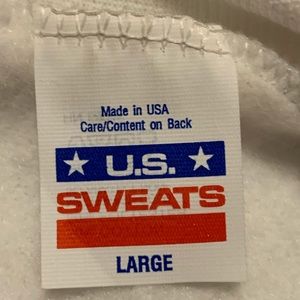 Made in USA
Care/Content on Back
★ U.S. ★
SWEATS
LARGE